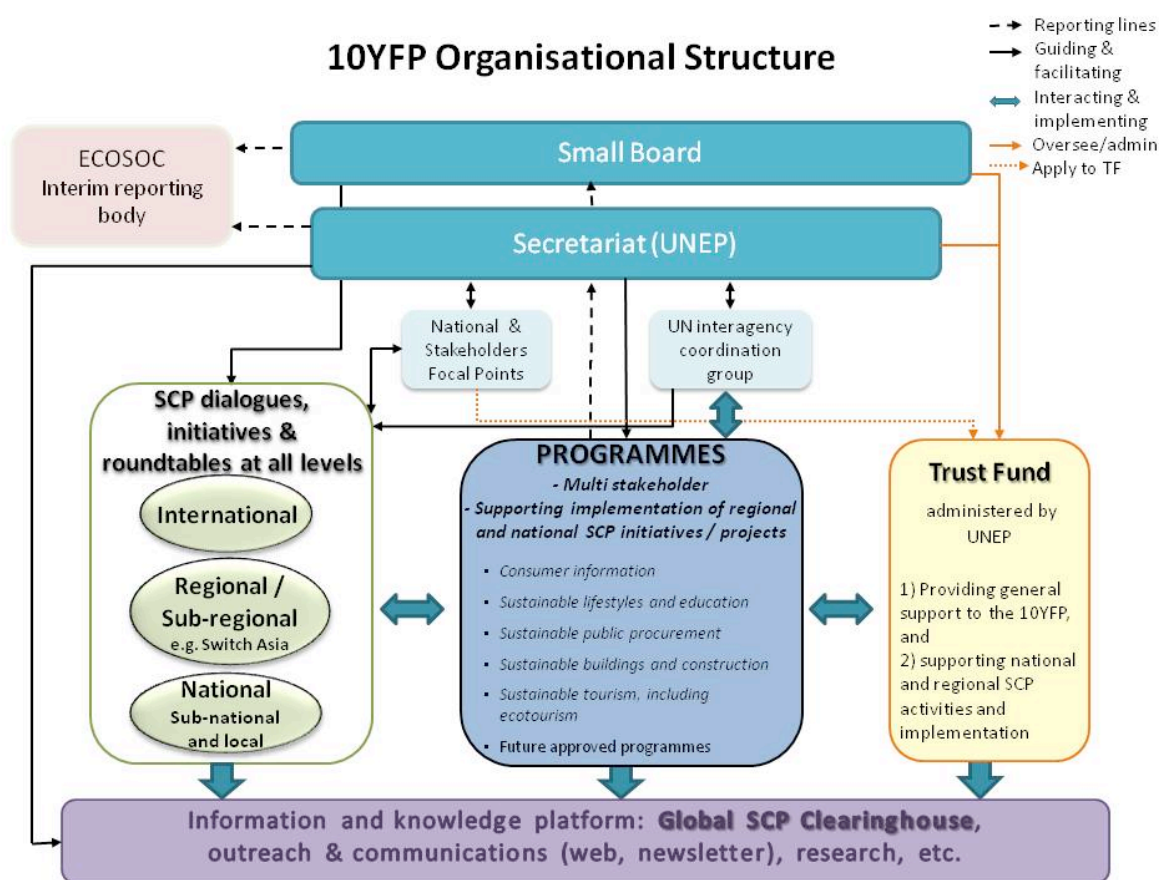 10YFP Organisational Structure
Reporting lines
Guiding &
facilitating
Interacting &
implementing
Oversee/admin
Apply to TF
ECOSOC
Interim reporting
body
Small Board
Secretariat (UNEP)
National &
Stakeholders
Focal Points
UN interagency
coordination
group
SCP dialogues,
initiatives &
roundtables at all levels
International
Regional /
Sub-regional
e.g. Switch Asia
National
Sub-national
and local
PROGRAMMES
- Multi stakeholder
- Supporting implementation of regional
and national SCP initiatives / projects
▪ Consumer information
▪ Sustainable lifestyles and education
▪ Sustainable public procurement
▪ Sustainable buildings and construction
▪ Sustainable tourism, including
ecotourism
▪ Future approved programmes
Trust Fund
administered by
UNEP
1) Providing general
support to the 10YFP,
and
2) supporting national
and regional SCP
activities and
implementation
Information and knowledge platform: Global SCP Clearinghouse,
outreach & communications (web, newsletter), research, etc.